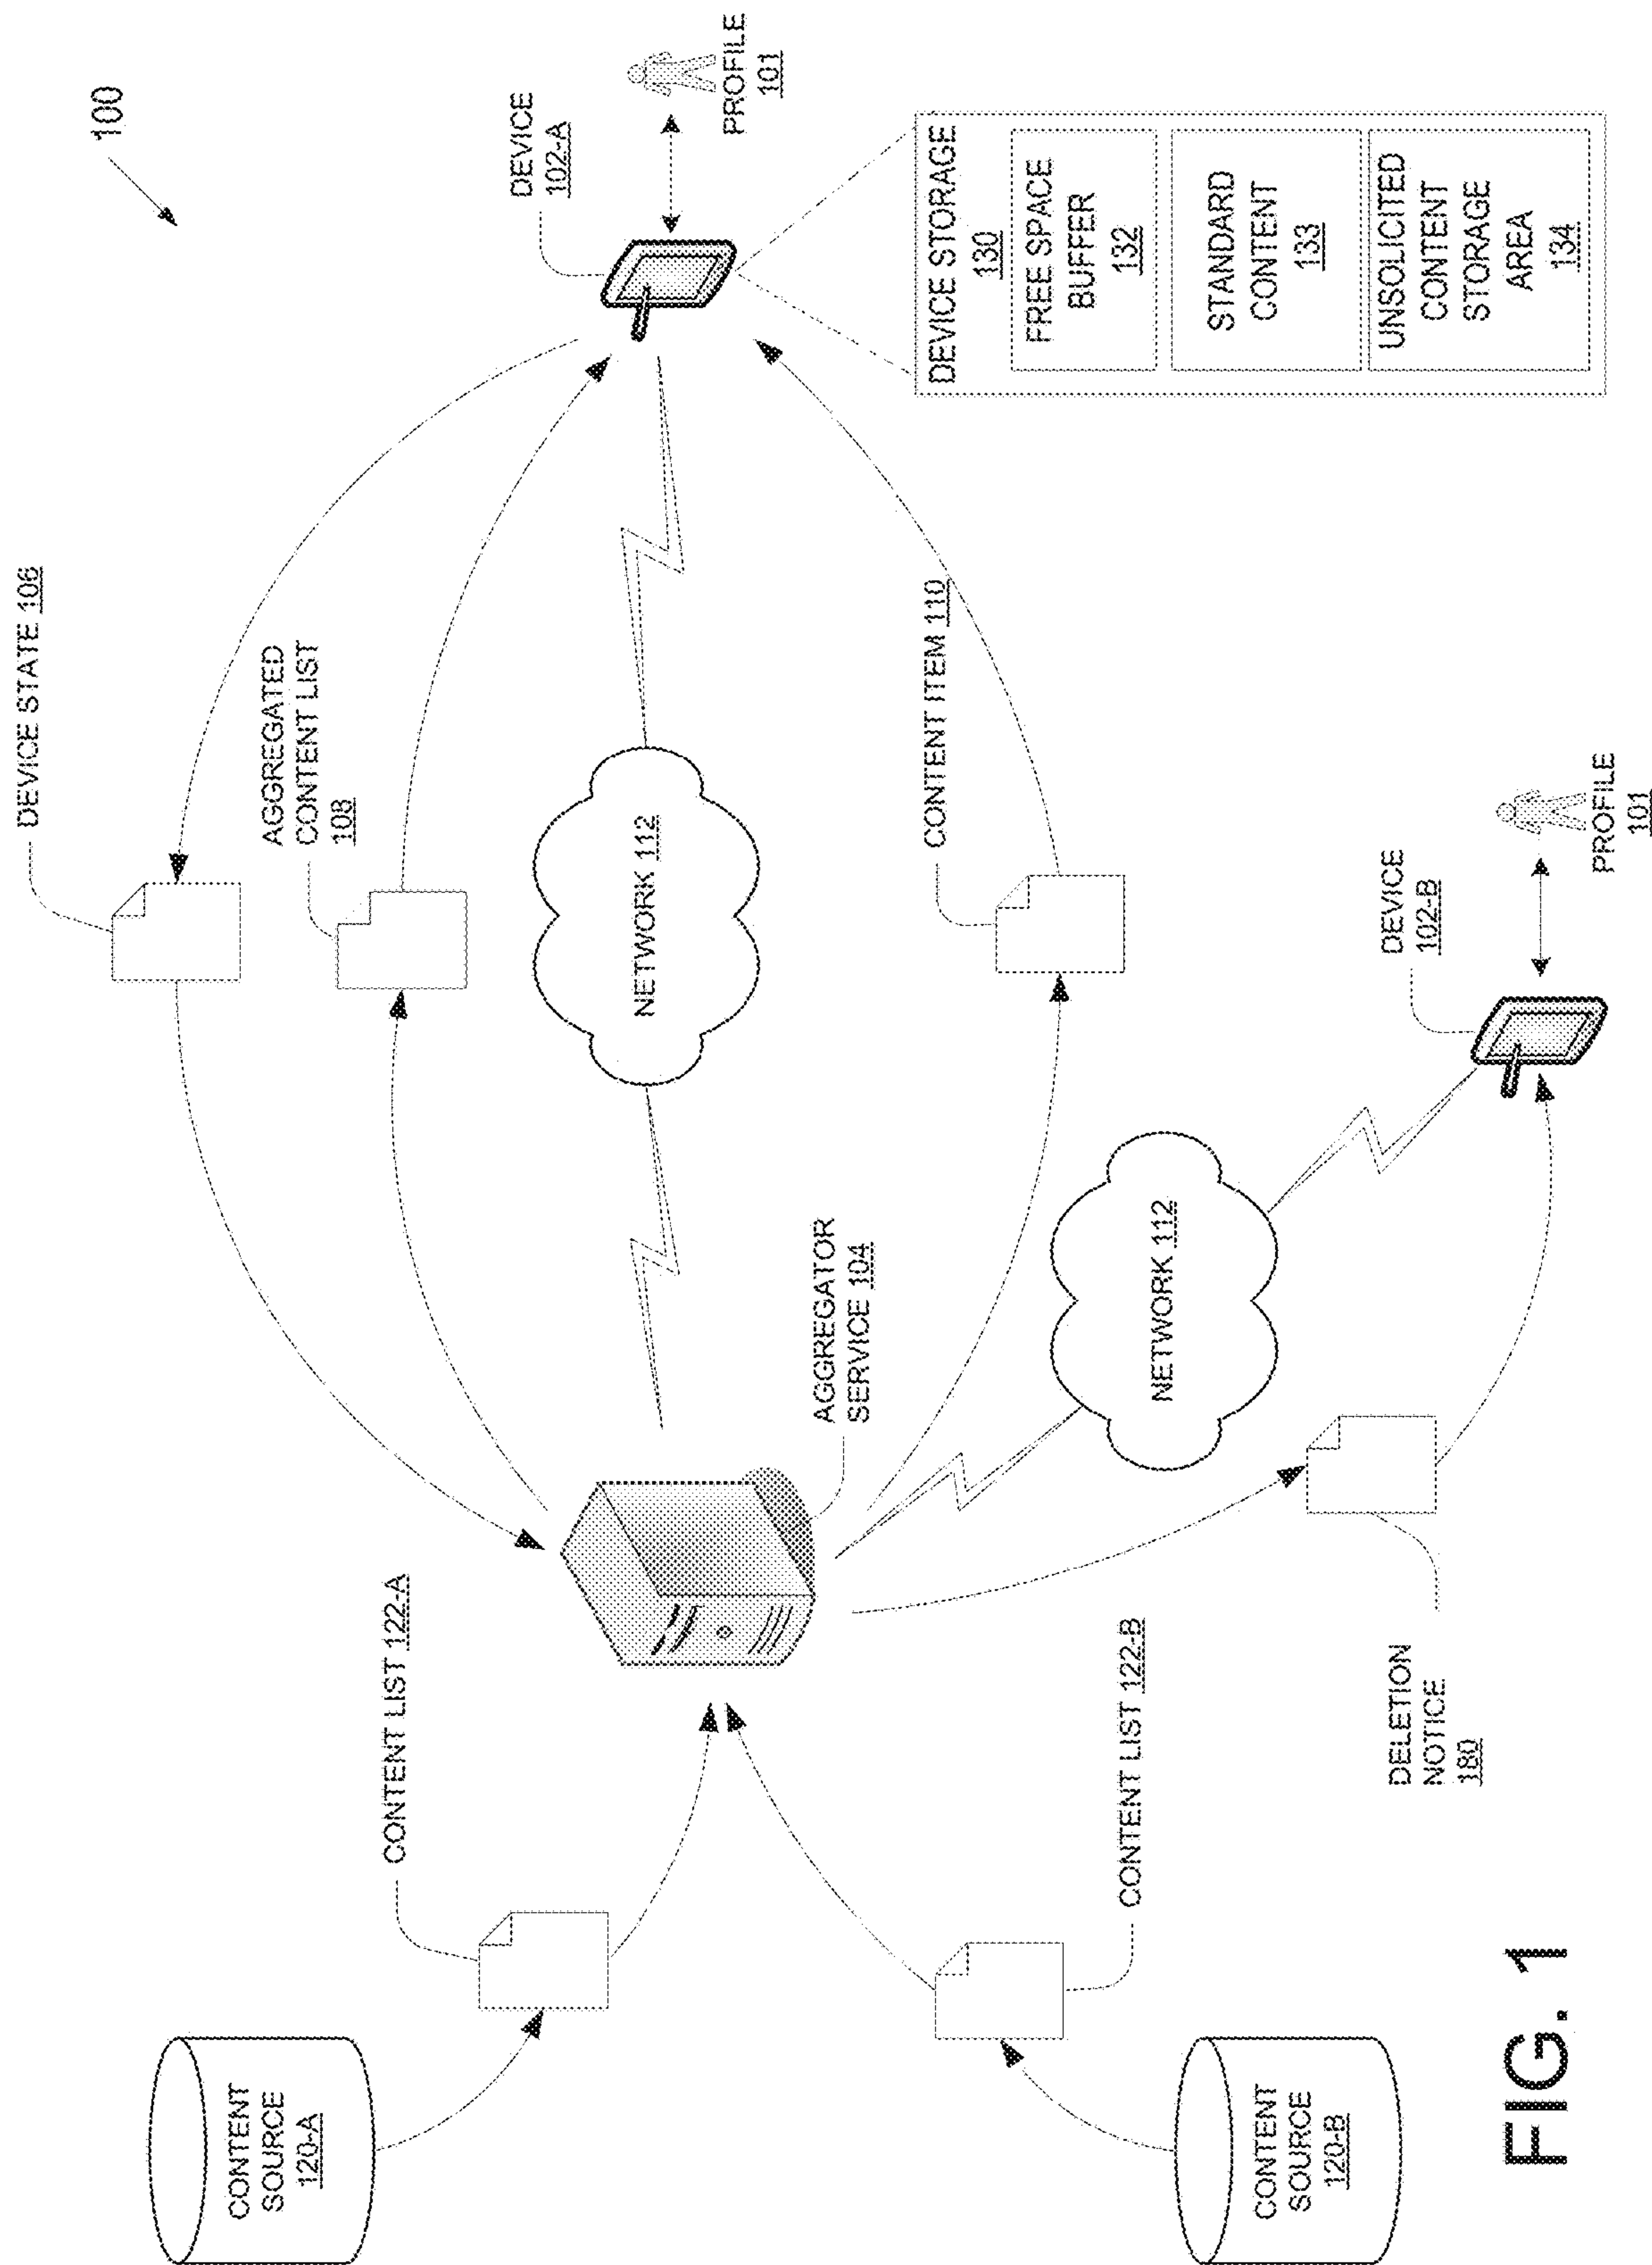 100
DEVICE STATE 106
AGGREGATED
CONTENT LIST
108
DEVICE
102-A
PROFILE
101
NETWORK 112
CONTENT LIST 122-A
CONTENT
SOURCE
120-A
AGGREGATOR
SERVICE 104
CONTENT ITEM 110
DEVICE STORAGE
130
FREE SPACE
BUFFER
132
STANDARD
CONTENT
133
UNSOLICITED
CONTENT
STORAGE
AREA
134
CONTENT LIST 122-B
NETWORK 112
CONTENT
SOURCE
120-B
DELETION
NOTICE
180
DEVICE
102-B
PROFILE
101
FIG. 1